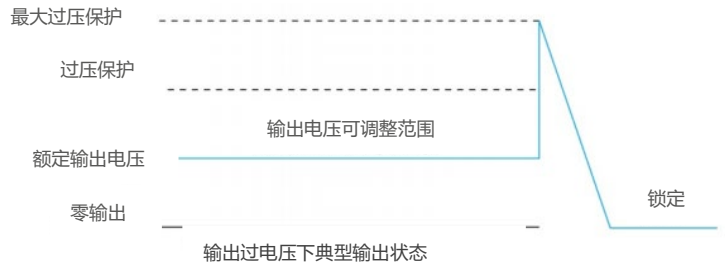 最大过压保护
过压保护
输出电压可调整范围
额定输出电压
锁定
零输出
输出过电压下典型输出状态